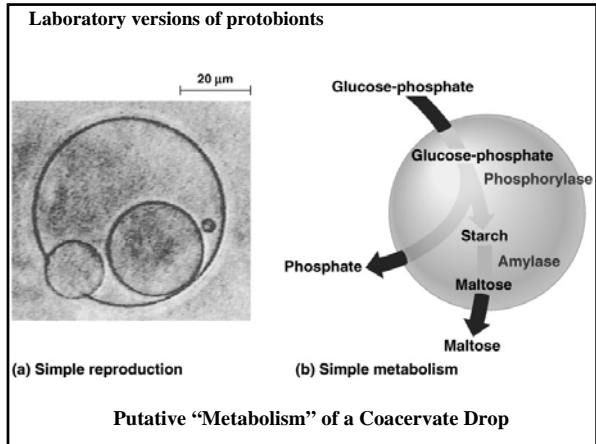 Laboratory versions of protobionts
20 µm
(a) Simple reproduction
Glucose-phosphate
Glucose-phosphate
Phosphorylase
Starch
Amylase
Phosphate
Maltose
Maltose
(b) Simple metabolism
Putative “Metabolism” of a Coacervate Drop